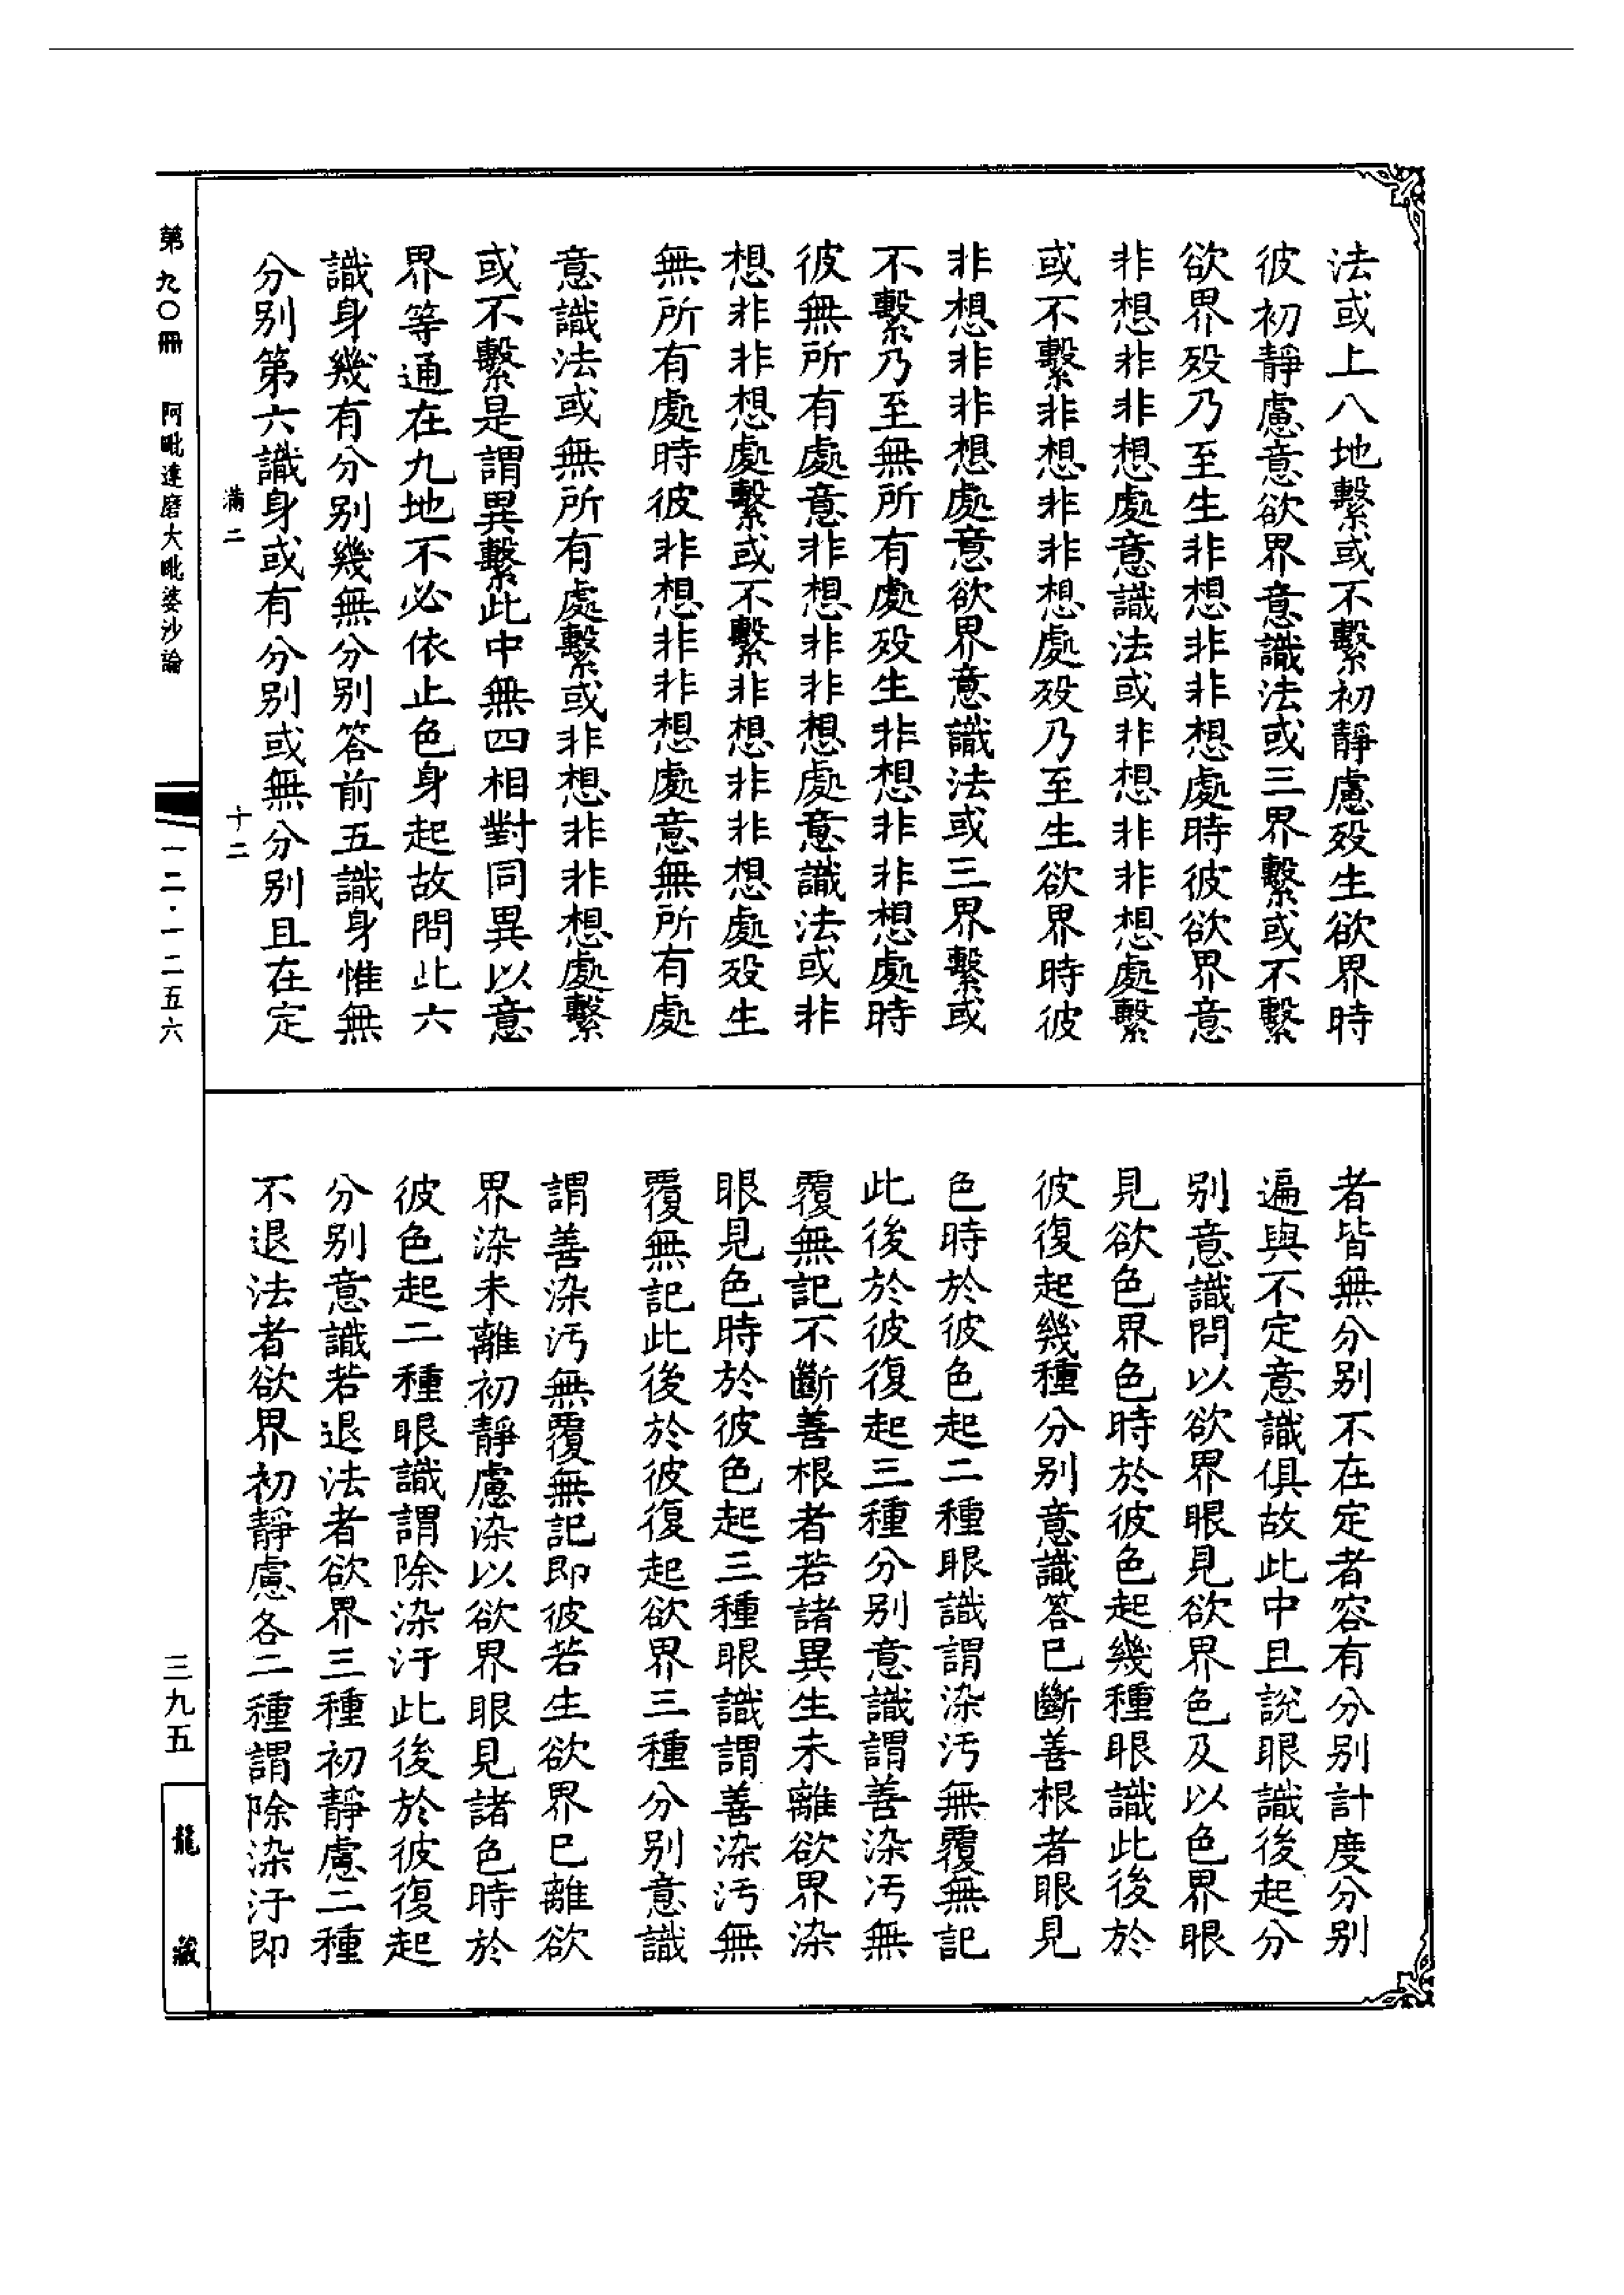 法或上八地繫或不繫初靜慮歿生欲界時
彼初靜慮意欲界意識法或三界繫或不繫
欲界歿乃至生非想非非想處時彼欲界意
非想非非想處意識法或非想非非想處繫
或不繫非想非非想處歿乃至生欲界時彼
非想非非想處意欲界意識法或三界繫或
不繫乃至無所有處歿生非想非非想處時
彼無所有處意非想非非想處意識法或非
想非非想處繫或不繫非想非非想處歿生
無所有處時彼非想非非想處意無所有處
意識法或無所有處繫或非想非非想處繫
或不繫是謂異繫此中無四相對同異以意
界等通在九地不必依止色身起故問此六
識身幾有分別幾無分別答前五識身惟無
分別第六識身或有分別或無分別且在定
滿二
十二
者皆無分別不在定者容有分別計度分別
遍與不定意識俱故此中且說眼識後起分
別意識問以欲界眼見欲界色及以色界眼
見欲色界色時於彼色起幾種眼識此後於
彼復起幾種分別意識答已斷善根者眼見
色時於彼色起二種眼識謂染污無覆無記
此後於彼復起三種分別意識謂善染污無
覆無記不斷善根者若諸異生未離欲界染
眼見色時於彼色起三種眼識謂善染污無
覆無記此後於彼復起欲界三種分別意識
謂善染污無覆無記即彼若生欲界已離欲
界染未離初靜慮染以欲界眼見諸色時於
彼色起二種眼識謂除染汙此後於彼復起
分別意識若退法者欲界三種初靜慮二種
不退法者欲界初靜慮各二種謂除染汙即
第九〇冊
阿毗達磨大毗婆沙論
一二·一二五六
三九五
龍藏